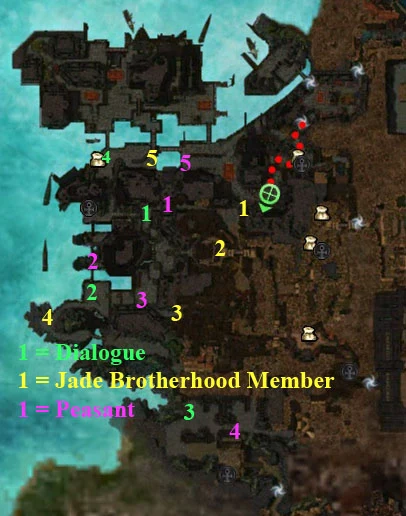 4 5 5
1 1 1
2
2
2
4 3 3
1 = Dialogue
1 = Jade Brotherhood Member
1 = Peasant
3
4